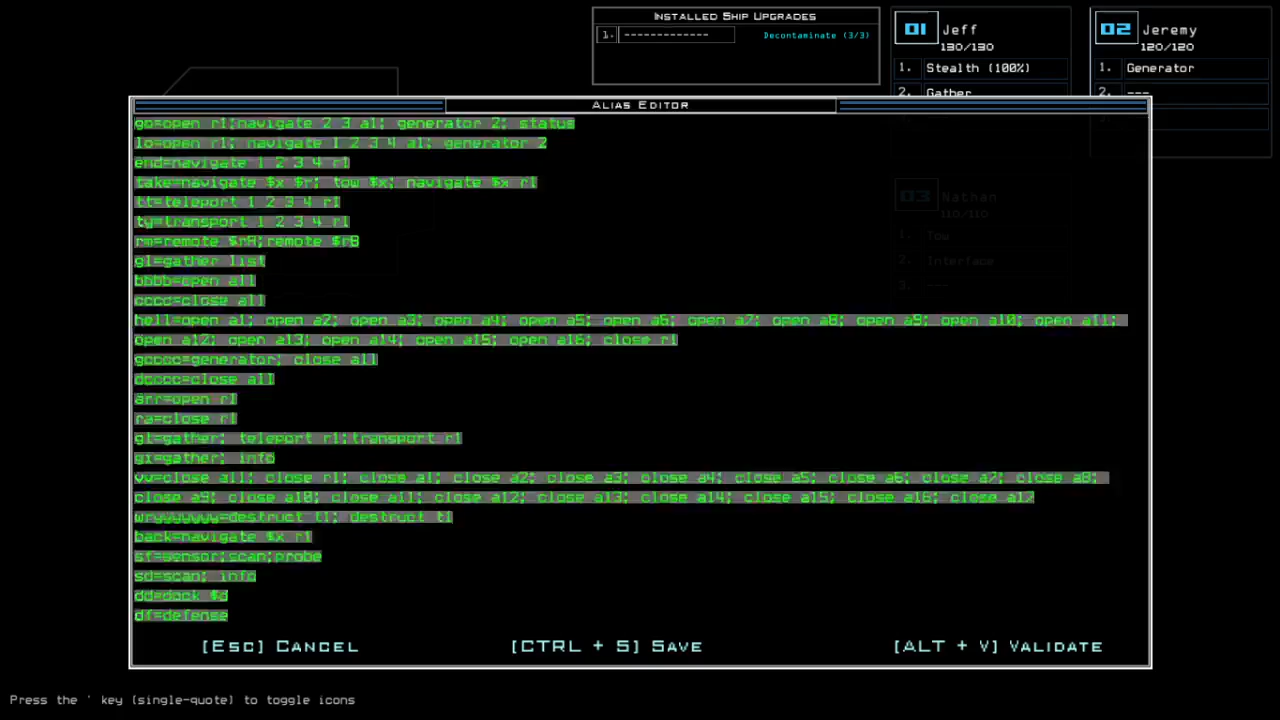 Installed Ship Upgrades
1. ------------- Decontaminate (3/3)
01 Jeff
130/130
1. Stealth (100%)
2. Gather
02 Jeremy
120/120
1. Generator
2. ---
03 Nathan
110/110
1. Tow
2. Interface
3. ---
Alias Editor
go=open r1;navigate 2 3 a1; generator 2; status
lo=open r1; navigate 1 2 3 4 a1; generator 2
end=navigate 1 2 3 4 r1
take=navigate $x $r; tow $x; navigate $x r1
tt=teleport 1 2 3 4 r1
ty=transport 1 2 3 4 r1
rm=remote $rA;remote $rB
gl=gather list
bbbb=open all
cccc=close all
hell=open a1; open a2; open a3; open a4; open a5; open a6; open a7; open a8; open a9; open a10; open a11;
open a12; open a13; open a14; open a15; open a16; close r1
gcccc=generator; close all
dcccc=close all
arr=open r1
ra=close r1
gt=gather; teleport r1;transport r1
gi=gather; info
vv=close all; close r1; close a1; close a2; close a3; close a4; close a5; close a6; close a7; close a8;
close a9; close a10; close a11; close a12; close a13; close a14; close a15; close a16; close a17
back=navigate $x r1
sf=sensor;scan;probe
sd=scan; info
dd=dock $d
df=defense
[Esc] Cancel [CTRL + S] Save [ALT + V] Validate
Press the ' key (single-quote) to toggle icons